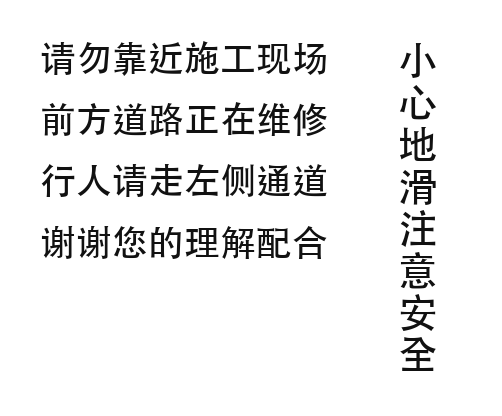 请勿靠近施工现场
前方道路正在维修
行人请走左侧通道
谢谢您的理解配合
小心地滑注意安全